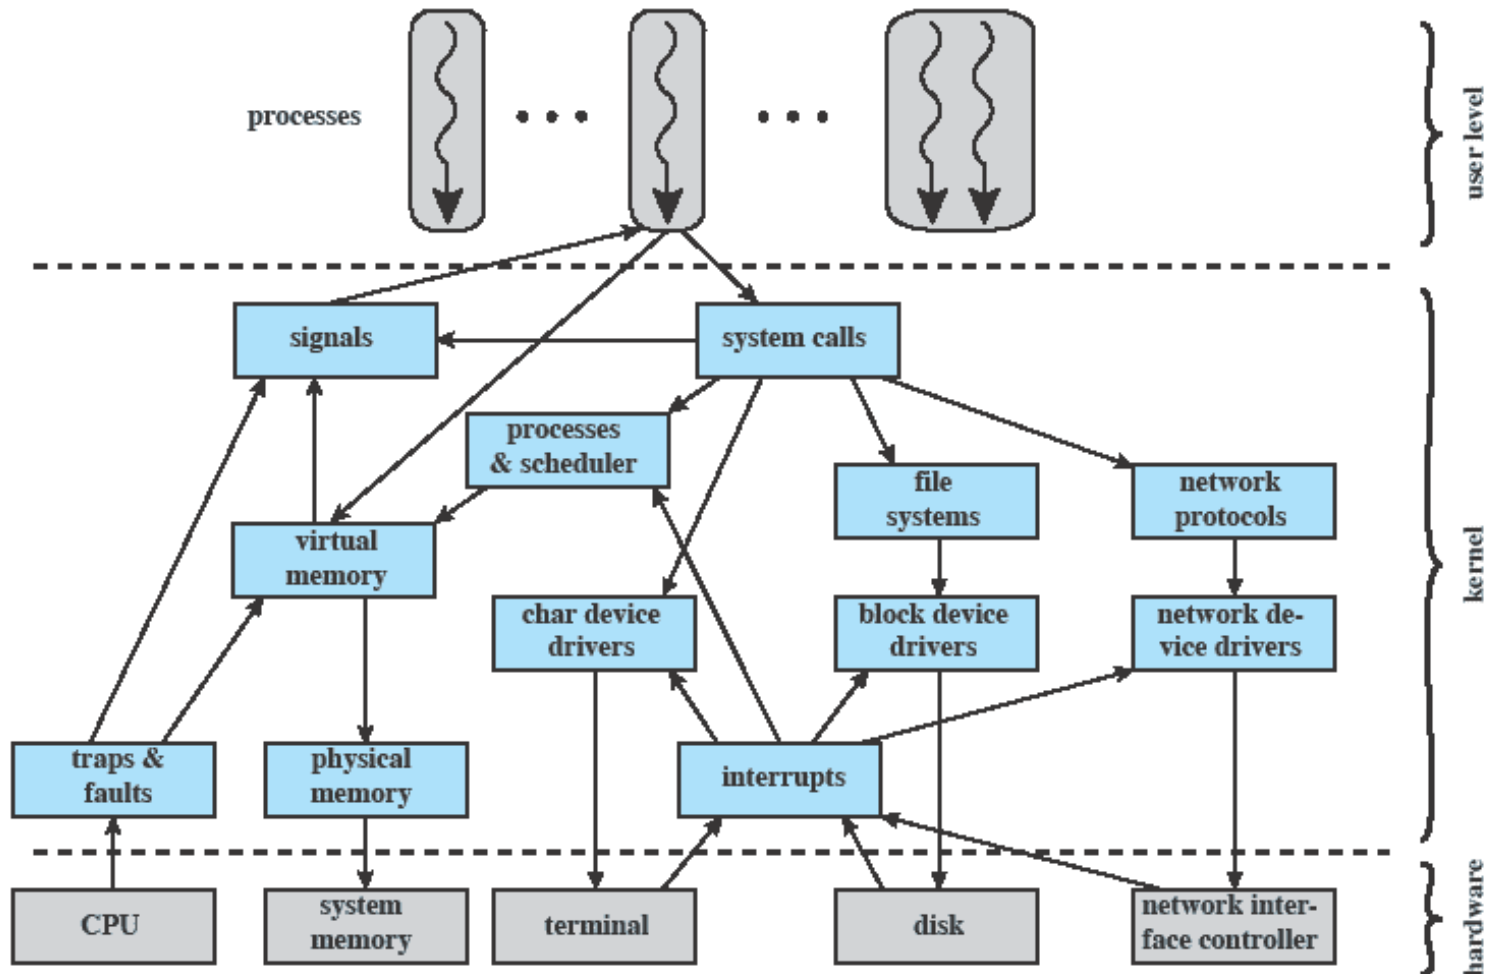 processes
user level
signals
system calls
processes
& scheduler
file
systems
network
protocols
virtual
memory
kernel
char device
drivers
block device
drivers
network de-
vice drivers
traps &
faults
physical
memory
interrupts
CPU
system
memory
terminal
disk
network inter-
face controller
hardware